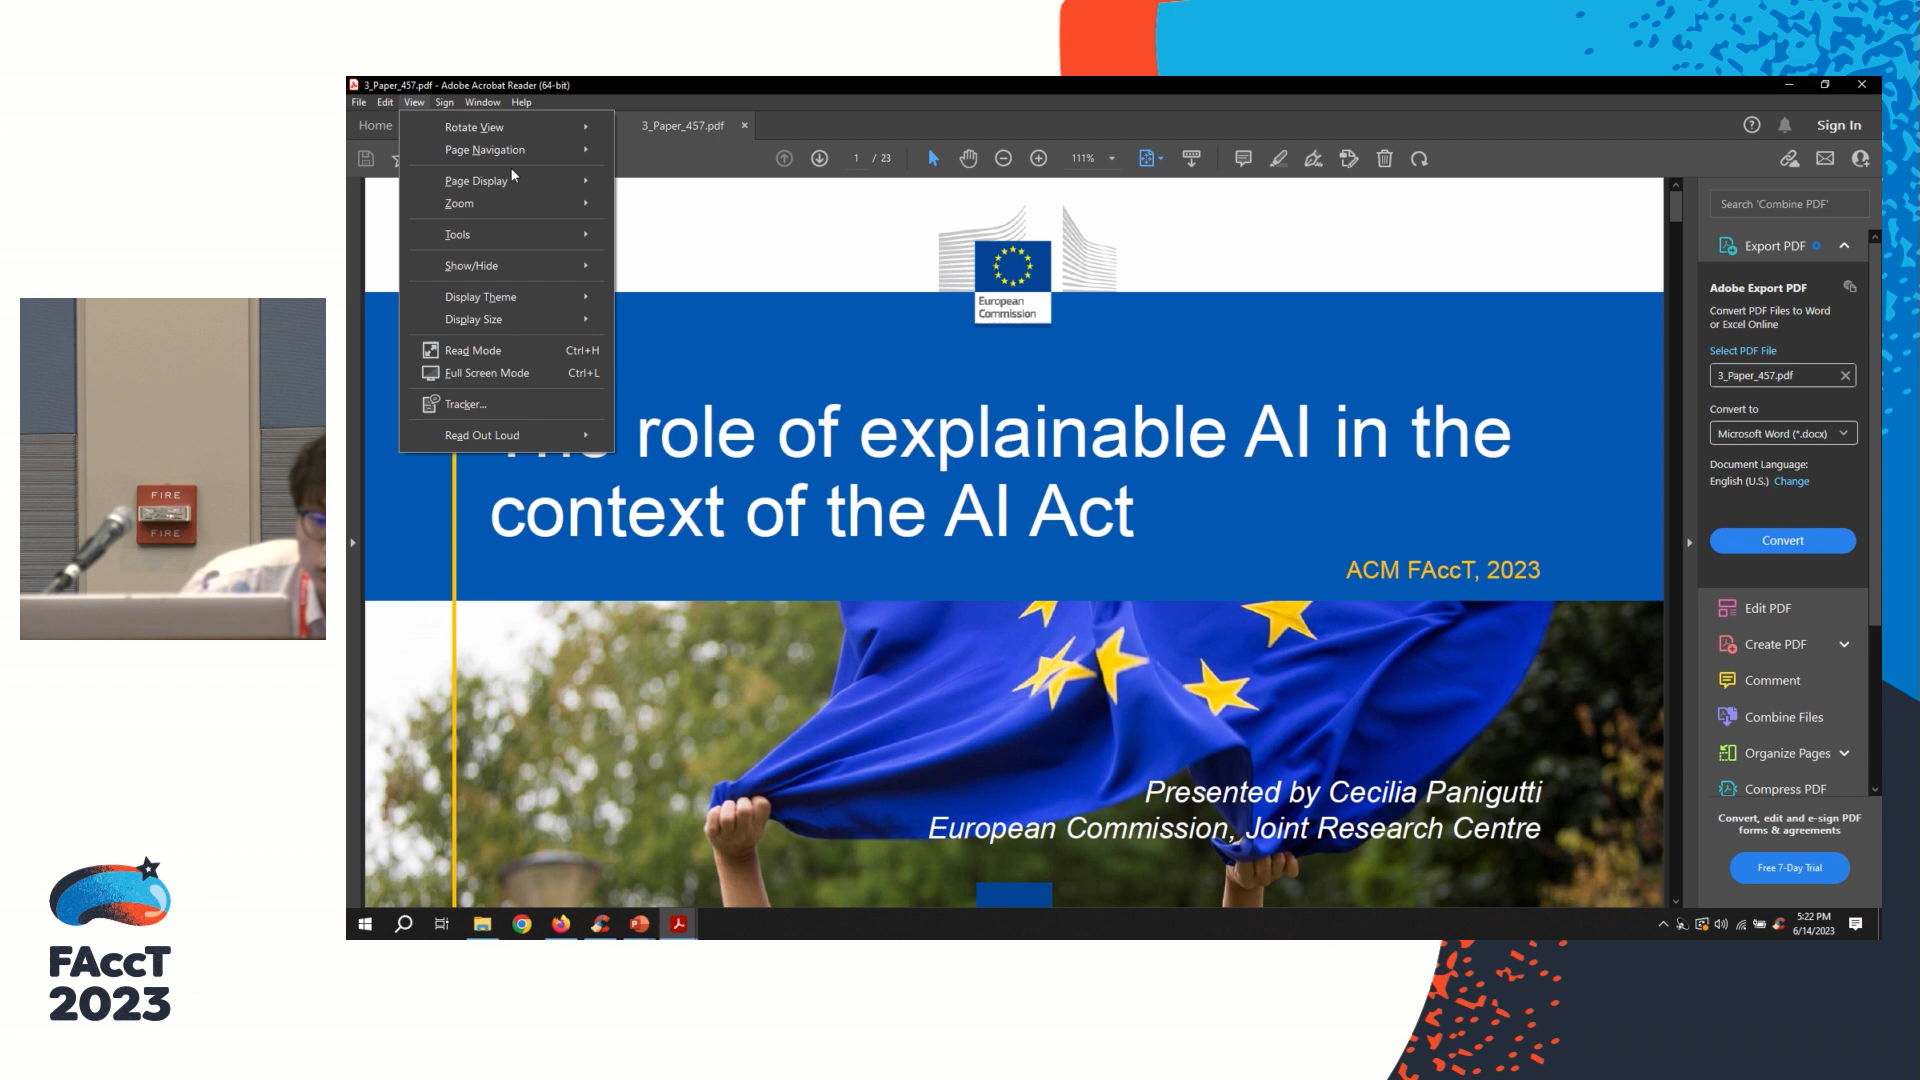 3_Paper_457.pdf - Adobe Acrobat Reader (64-bit)
File Edit View Sign Window Help
Home
3_Paper_457.pdf
Sign In
1 / 23
111%
Rotate View
Page Navigation
Page Display
Zoom
Tools
Show/Hide
Display Theme
Display Size
Read Mode Ctrl+H
Full Screen Mode Ctrl+L
Tracker...
Read Out Loud
European
Commission
role of explainable AI in the
context of the AI Act
ACM FAccT, 2023
Presented by Cecilia Panigutti
European Commission, Joint Research Centre
Search 'Combine PDF'
Export PDF
Adobe Export PDF
Convert PDF Files to Word
or Excel Online
Select PDF File
3_Paper_457.pdf
Convert to
Microsoft Word (*.docx)
Document Language:
English (U.S.) Change
Convert
Edit PDF
Create PDF
Comment
Combine Files
Organize Pages
Compress PDF
Convert, edit and e-sign PDF
forms & agreements
Free 7-Day Trial
5:22 PM
6/14/2023
FIRE
FIRE
FAccT
2023